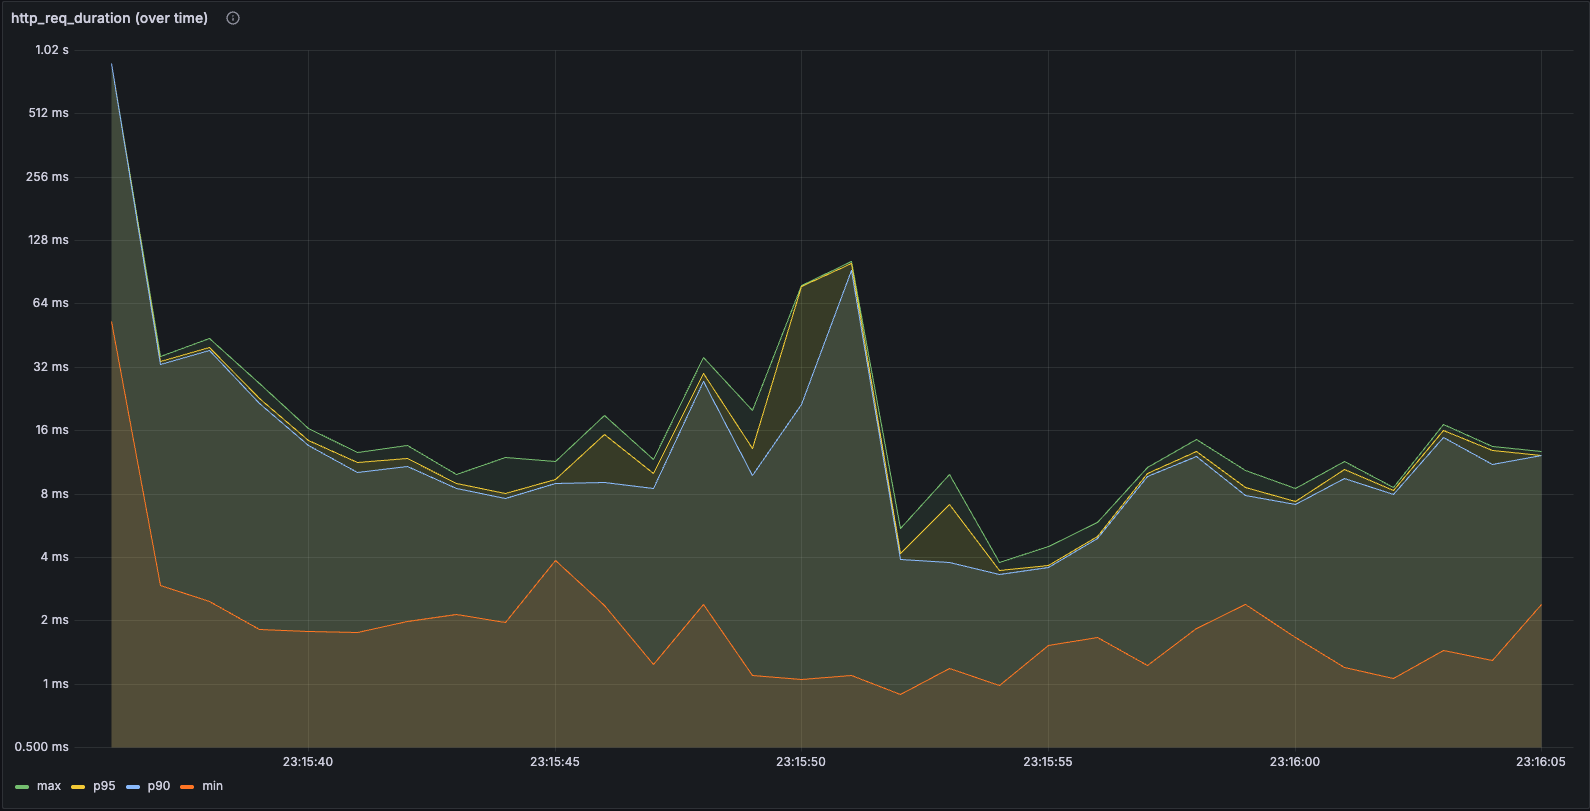 http_req_duration (over time)
1.02 s
512 ms
256 ms
128 ms
64 ms
32 ms
16 ms
8 ms
4 ms
2 ms
1 ms
0.500 ms
23:15:40 23:15:45 23:15:50 23:15:55 23:16:00 23:16:05
max p95 p90 min